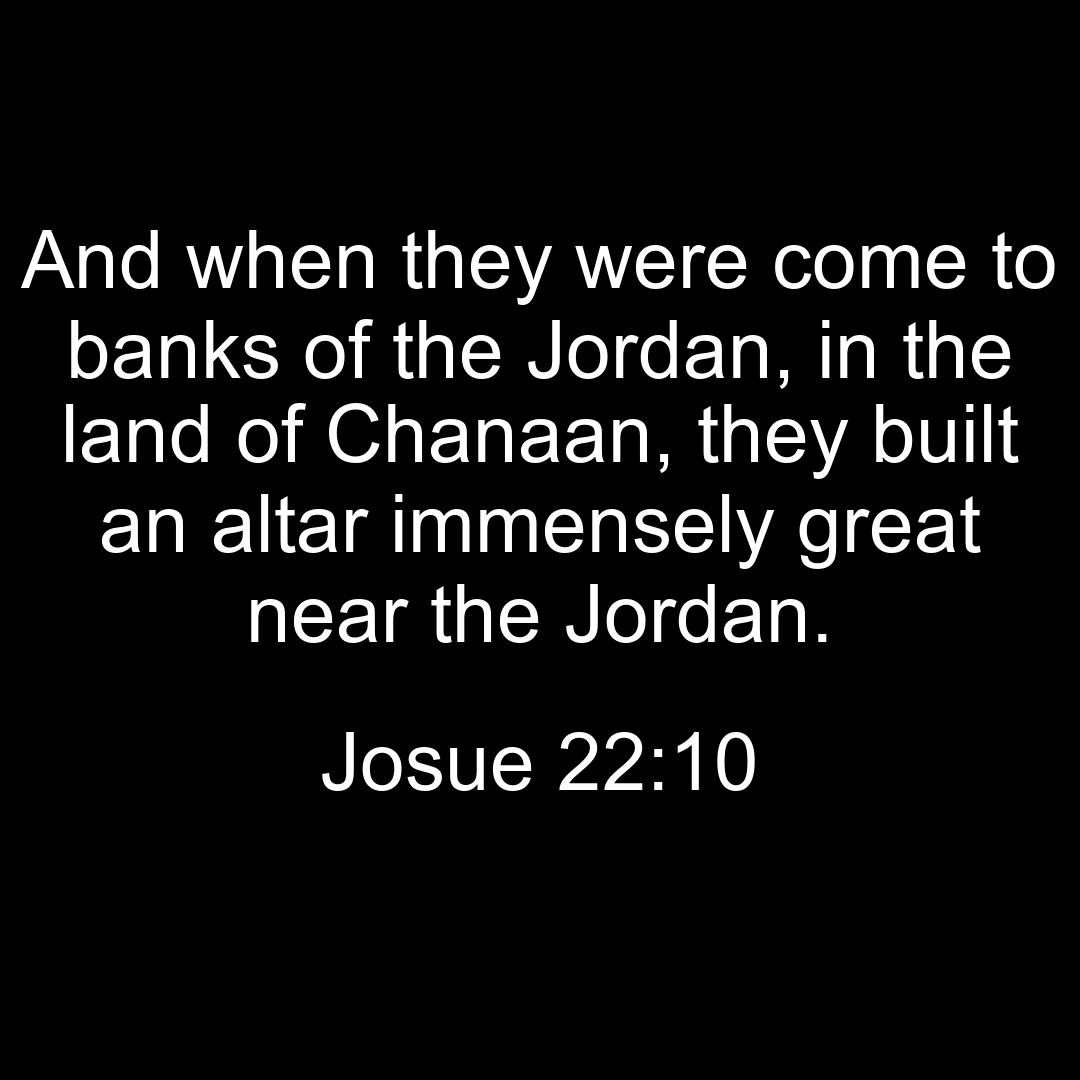 And when they were come to
banks of the Jordan, in the
land of Chanaan, they built
an altar immensely great
near the Jordan.
Josue 22:10